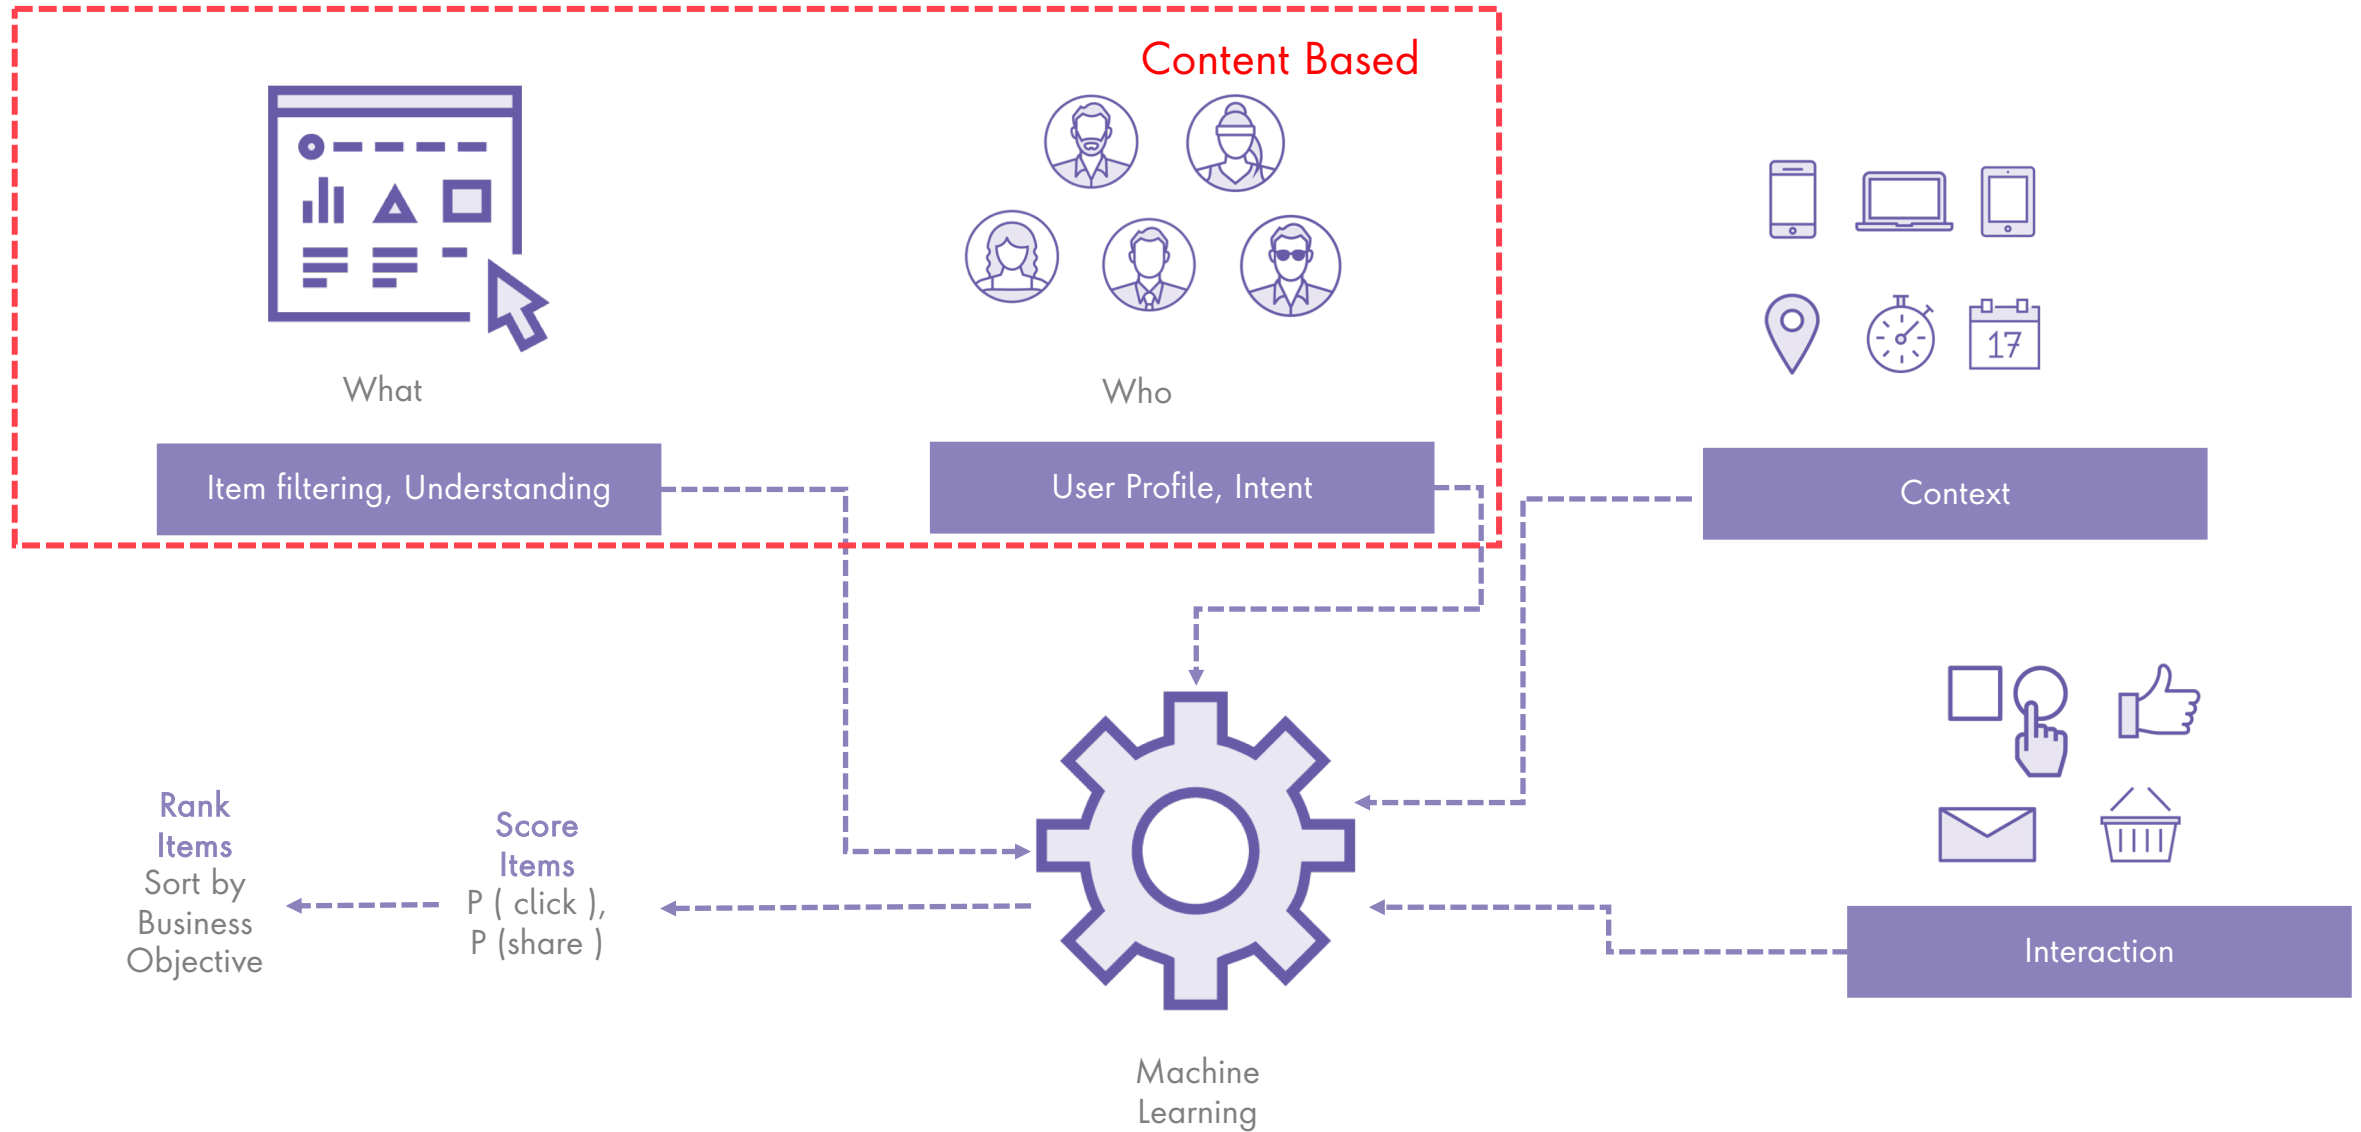 Content Based
What
Who
17
Item filtering, Understanding
User Profile, Intent
Context
Rank
Items
Sort by
Business
Objective
Score
Items
P ( click ),
P (share )
Interaction
Machine
Learning